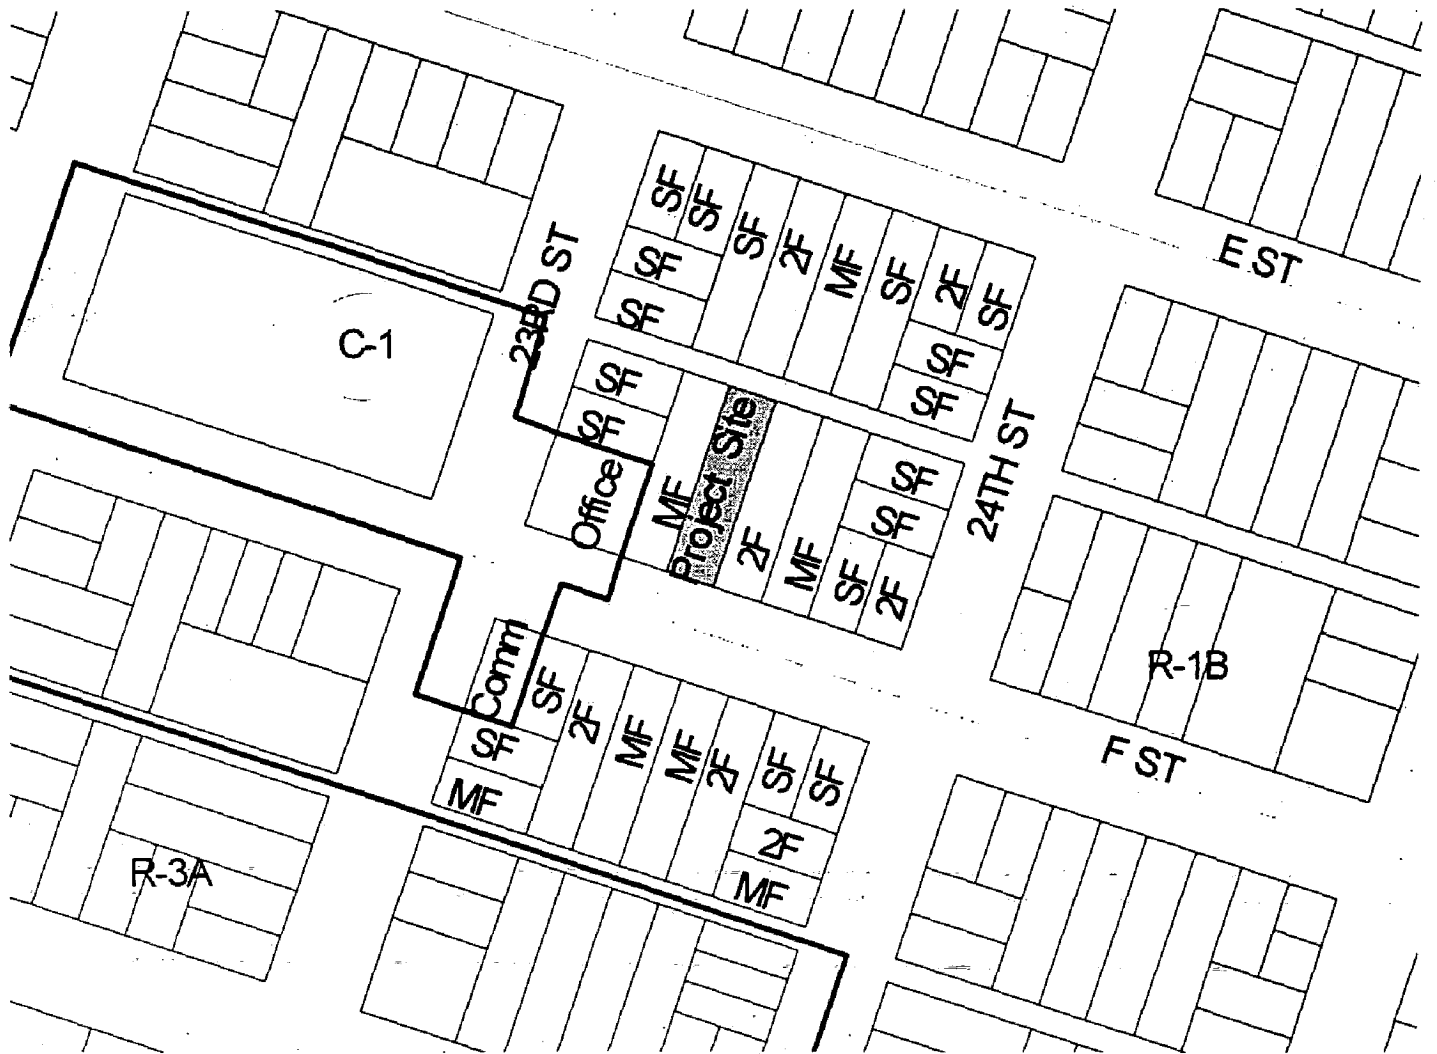 E ST
SF
SF
SF
2F
MF
SF
2F
SF
SF
SF
SF
SF
23RD ST
C-1
SF
SF
Office
MF
Project Site
2F
MF
SF
2F
SF
SF
24TH ST
R-1B
F ST
Comm
SF
2F
MF
MF
2F
SF
SF
SF
MF
2F
MF
R-3A